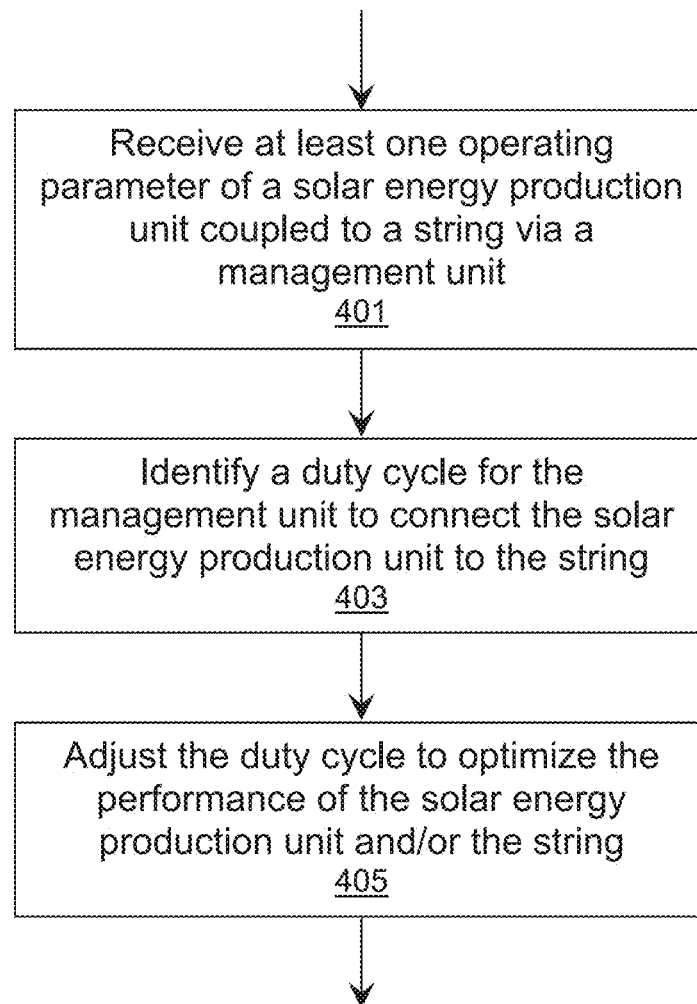 Receive at least one operating
parameter of a solar energy production
unit coupled to a string via a
management unit
401
Identify a duty cycle for the
management unit to connect the solar
energy production unit to the string
403
Adjust the duty cycle to optimize the
performance of the solar energy
production unit and/or the string
405